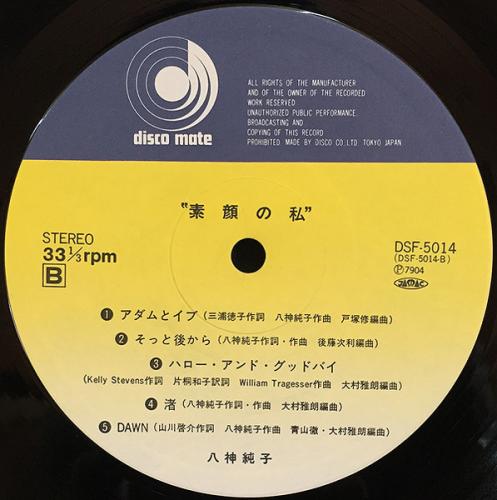 disco mate
ALL RIGHTS OF THE MANUFACTURER
AND OF THE OWNER OF THE RECORDED
WORK RESERVED
UNAUTHORIZED PUBLIC PERFORMANCE.
BROADCASTING AND
COPYING OF THIS RECORD
PROHIBITED. MADE BY DISCO CO.LTD. TOKYO JAPAN
"素顔の私"
STEREO
33 1/3 rpm
B
DSF-5014
(DSF-5014-B)
Ⓟ7904
JASRAC
❶ アダムとイブ (三浦徳子作詞 八神純子作曲 戸塚修編曲)
❷ そっと後から (八神純子作詞・作曲 後藤次利編曲)
❸ ハロー・アンド・グッドバイ
(Kelly Stevens作詞 片桐和子訳詞 William Tragesser作曲 大村雅朗編曲)
❹ 渚 (八神純子作詞・作曲 大村雅朗編曲)
❺ DAWN (山川啓介作詞 八神純子作曲 青山徹・大村雅朗編曲)
八神純子